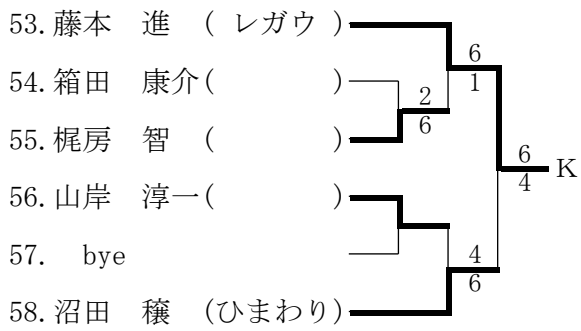 53. 藤本　進　( レガウ )
6
1
54. 箱田　康介(　　　)
2
6
55. 梶房　智　(　　　)
6
4
K
56. 山岸　淳一(　　　)
57.　bye
4
6
58. 沼田　穣　(ひまわり)